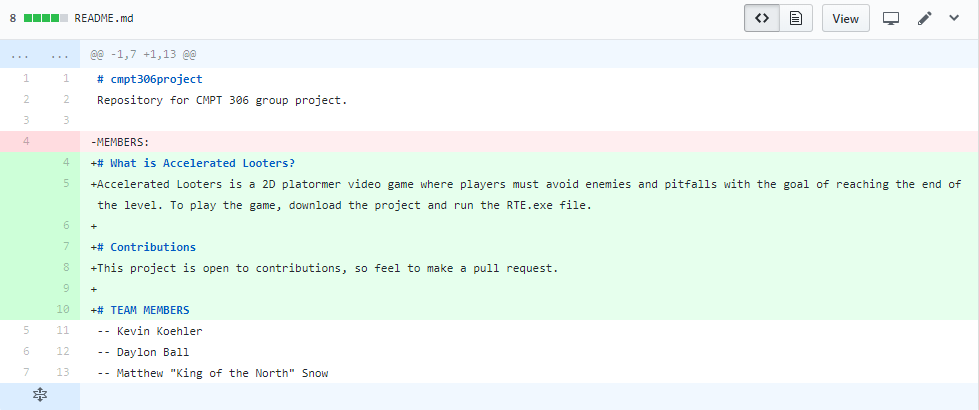 8 README.md View
... ... @@ -1,7 +1,13 @@
1 1 # cmpt306project
2 2 Repository for CMPT 306 group project.
3 3
4 -MEMBERS:
4 +# What is Accelerated Looters?
5 +Accelerated Looters is a 2D platormer video game where players must avoid enemies and pitfalls with the goal of reaching the end of
the level. To play the game, download the project and run the RTE.exe file.
6 +
7 +# Contributions
8 +This project is open to contributions, so feel to make a pull request.
9 +
10 +# TEAM MEMBERS
5 11 -- Kevin Koehler
6 12 -- Daylon Ball
7 13 -- Matthew "King of the North" Snow